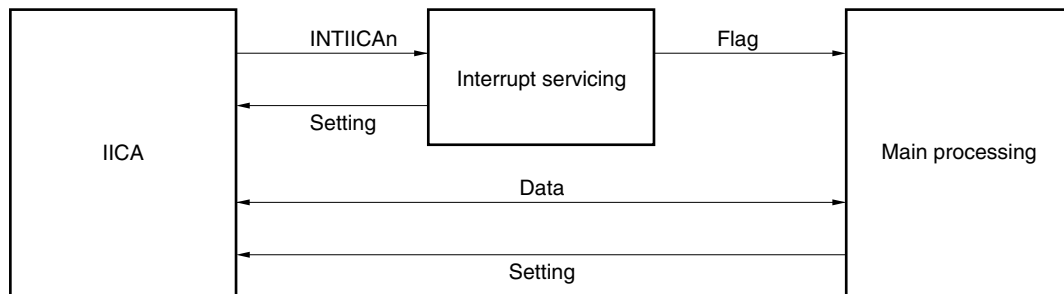 INTIICAn
Flag
Interrupt servicing
Setting
IICA
Main processing
Data
Setting